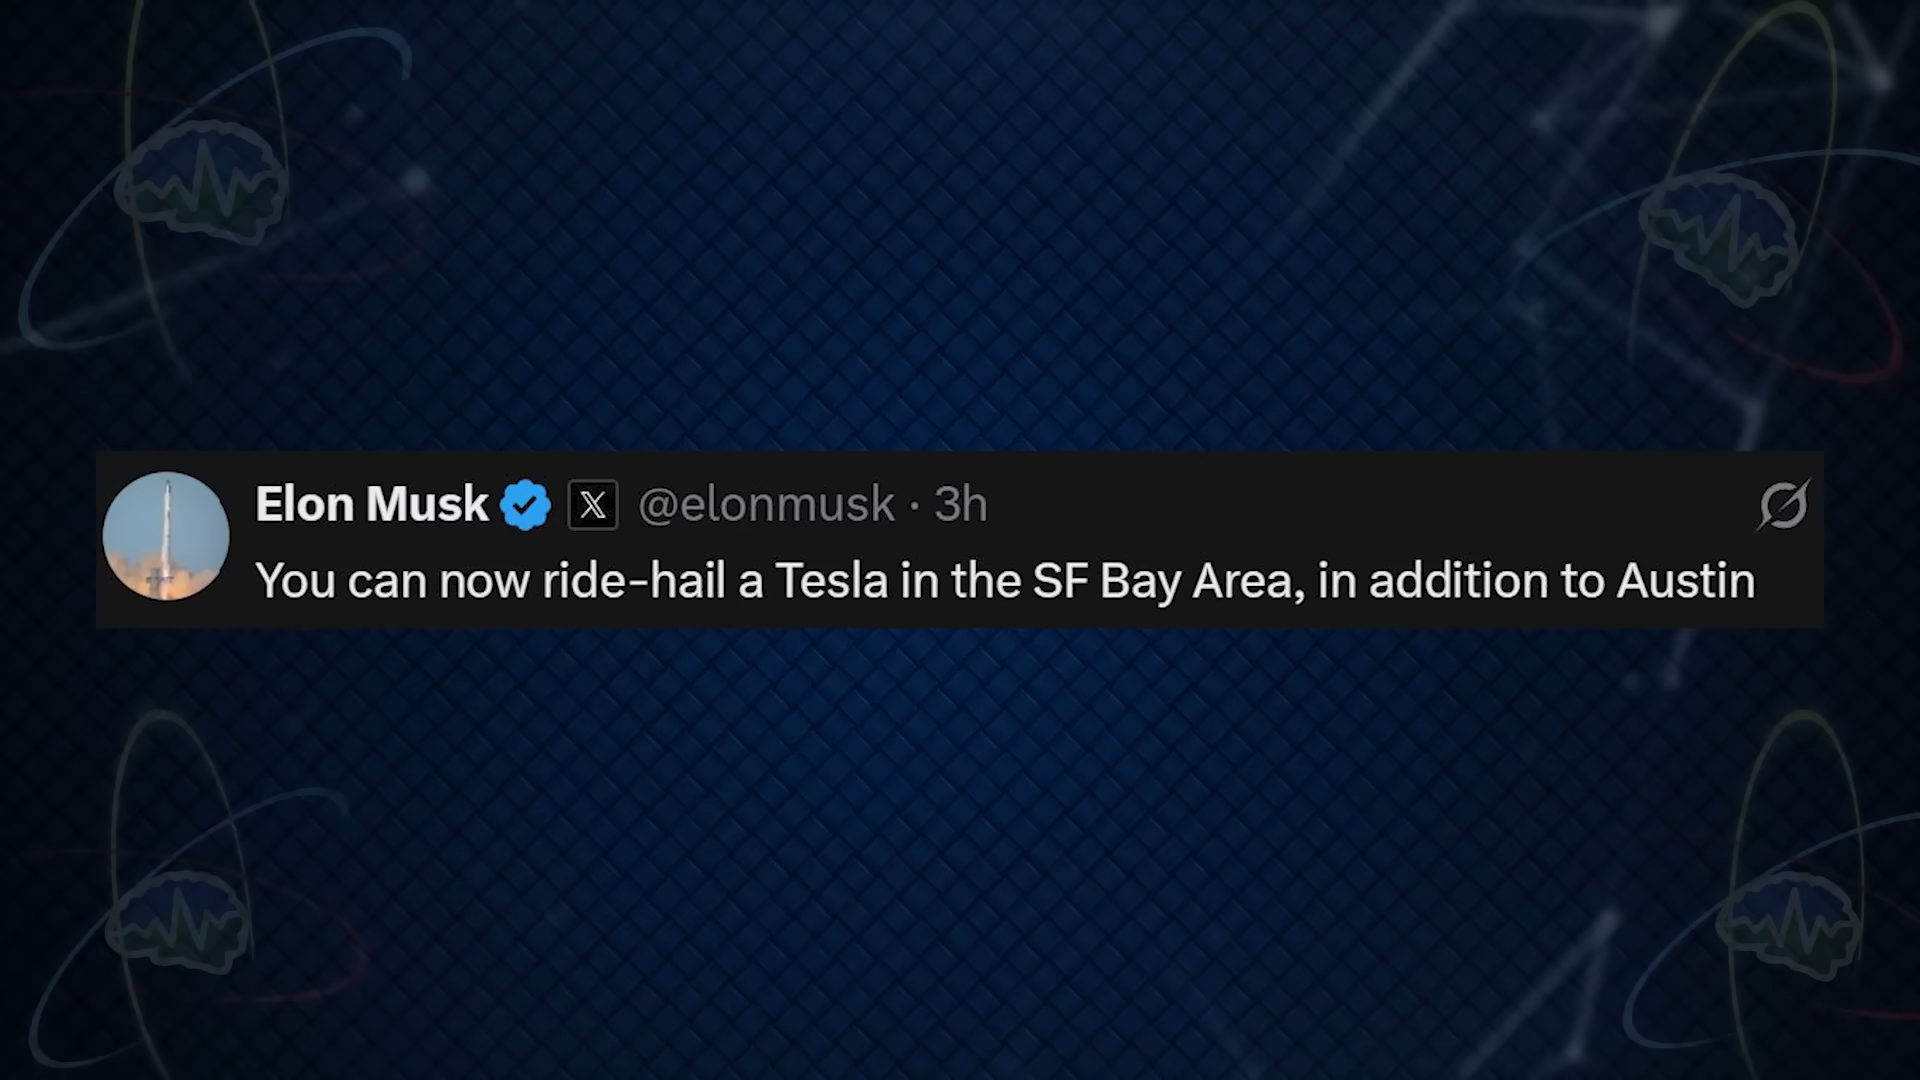 Elon Musk X @elonmusk · 3h
You can now ride-hail a Tesla in the SF Bay Area, in addition to Austin